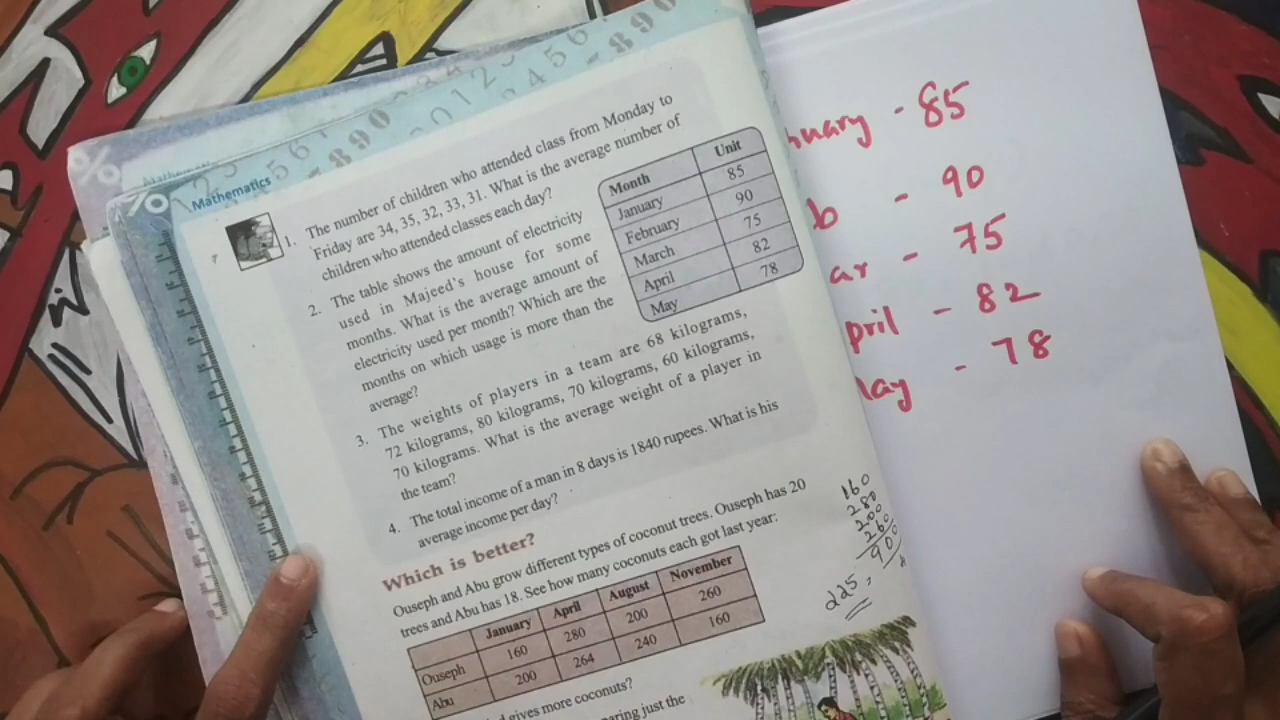 Mathematics
1. The number of children who attended class from Monday to
Friday are 34, 35, 32, 33, 31. What is the average number of
children who attended classes each day?
2. The table shows the amount of electricity
used in Majeed's house for some
months. What is the average amount of
electricity used per month? Which are the
months on which usage is more than the
average?
Month Unit
January 85
February 90
March 75
April 82
May 78
3. The weights of players in a team are 68 kilograms,
72 kilograms, 80 kilograms, 70 kilograms, 60 kilograms,
70 kilograms. What is the average weight of a player in
the team?
4. The total income of a man in 8 days is 1840 rupees. What is his
average income per day?
Which is better?
Ouseph and Abu grow different types of coconut trees. Ouseph has 20
trees and Abu has 18. See how many coconuts each got last year:
January April August November
Ouseph 160 280 200 260
Abu 200 264 240 160
gives more coconuts?
just the
160
280
200
260
900
225
nuary - 85
b - 90
ar - 75
pril - 82
ay - 78